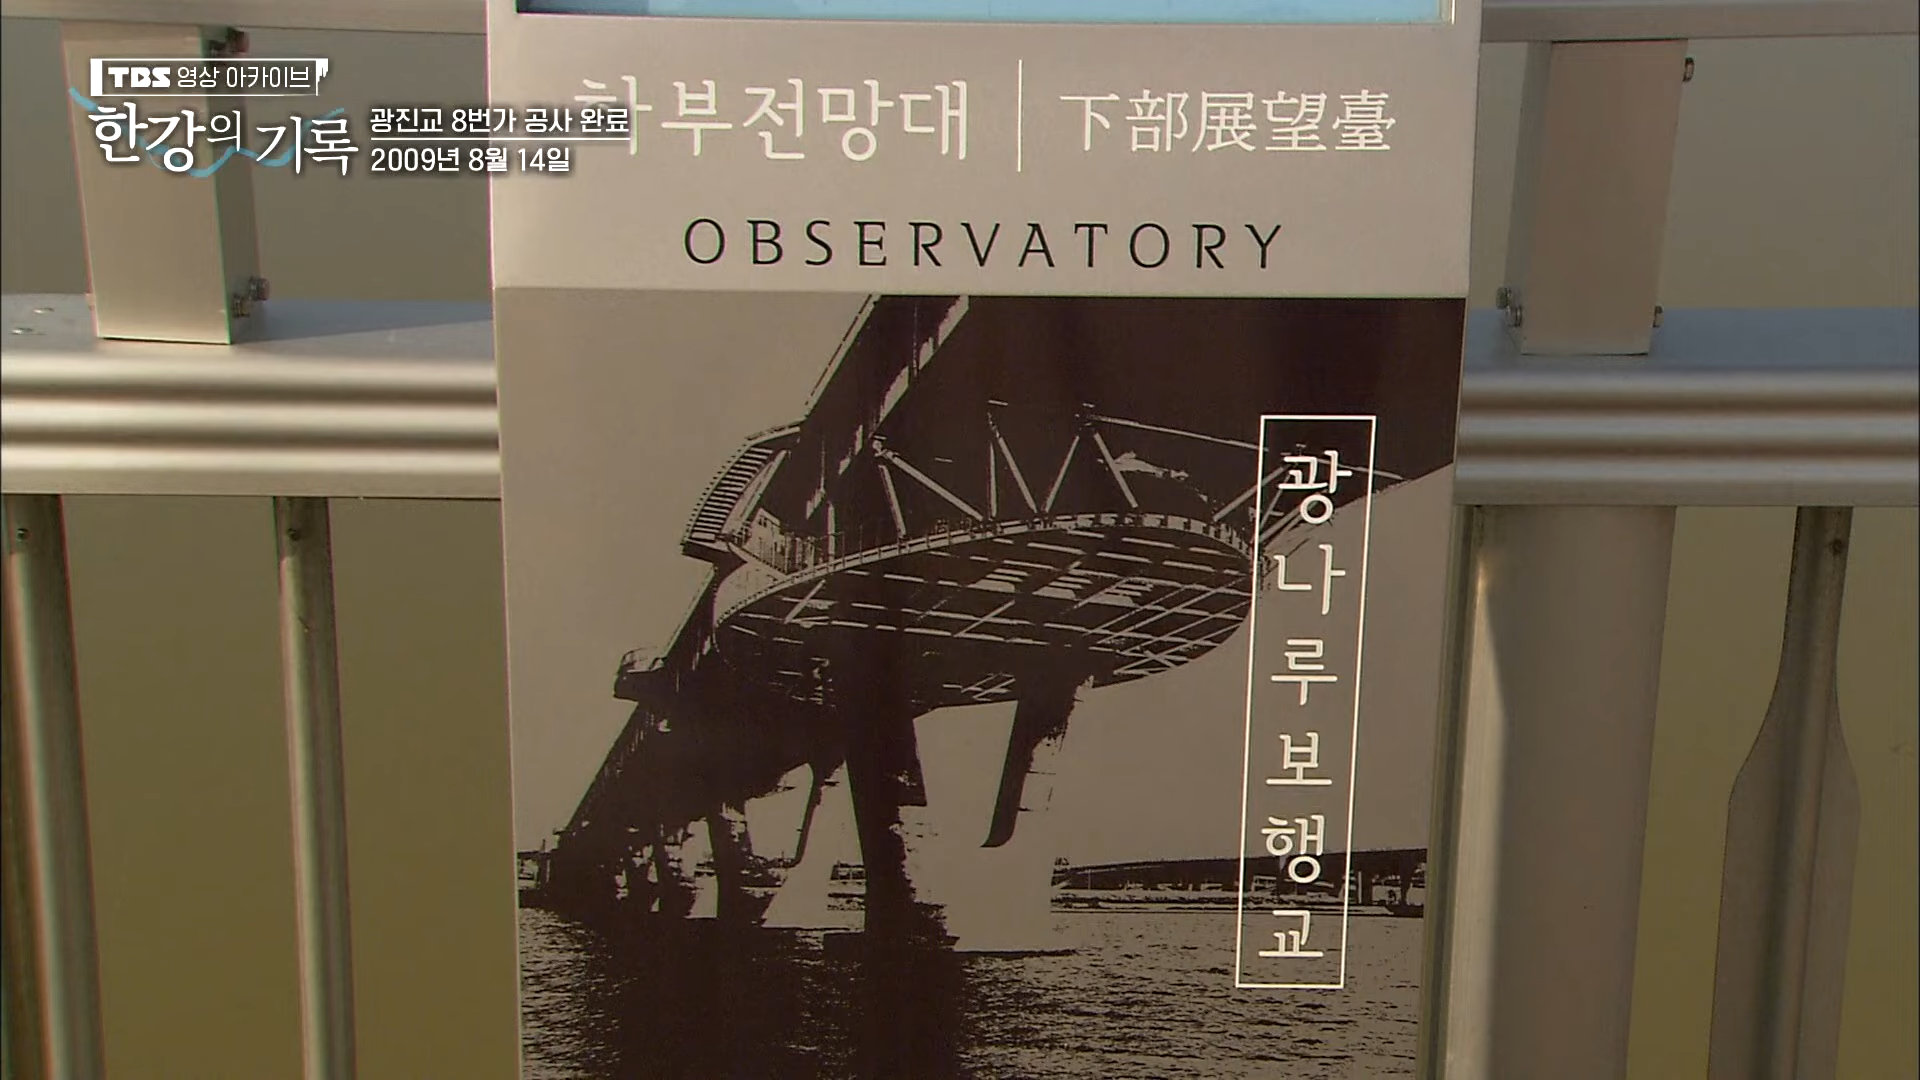 TBS 영상 아카이브
한강의 기록
광진교 8번가 공사 완료
2009년 8월 14일
하부전망대
下部展望臺
OBSERVATORY
광나루보행교